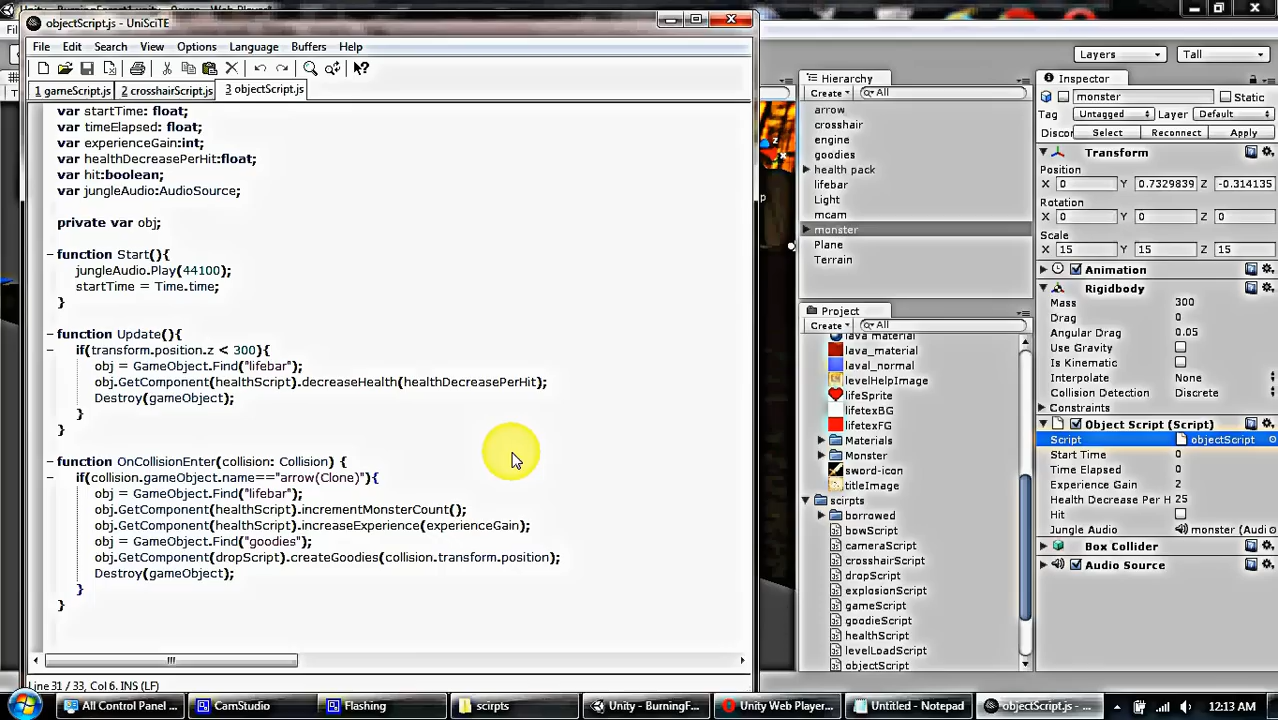 objectScript.js - UniSciTE
File Edit Search View Options Language Buffers Help
1 gameScript.js 2 crosshairScript.js 3 objectScript.js
var startTime: float;
var timeElapsed: float;
var experienceGain:int;
var healthDecreasePerHit:float;
var hit:boolean;
var jungleAudio:AudioSource;
private var obj;
function Start(){
jungleAudio.Play(44100);
startTime = Time.time;
}
function Update(){
if(transform.position.z < 300){
obj = GameObject.Find("lifebar");
obj.GetComponent(healthScript).decreaseHealth(healthDecreasePerHit);
Destroy(gameObject);
}
}
function OnCollisionEnter(collision: Collision) {
if(collision.gameObject.name=="arrow(Clone)"){
obj = GameObject.Find("lifebar");
obj.GetComponent(healthScript).incrementMonsterCount();
obj.GetComponent(healthScript).increaseExperience(experienceGain);
obj = GameObject.Find("goodies");
obj.GetComponent(dropScript).createGoodies(collision.transform.position);
Destroy(gameObject);
}
}
Line 31 / 33, Col 6. INS (LF)
Layers Tall
Hierarchy
Create All
arrow
crosshair
engine
goodies
health pack
lifebar
Light
mcam
monster
Plane
Terrain
Project
Create All
lava material
lava_material
laval_normal
levelHelpImage
lifeSprite
lifetexBG
lifetexFG
Materials
Monster
sword-icon
titleImage
scirpts
borrowed
bowScript
cameraScript
crosshairScript
dropScript
explosionScript
gameScript
goodieScript
healthScript
levelLoadScript
objectScript
Inspector
monster Static
Tag Untagged Layer Default
Discor Select Reconnect Apply
Transform
Position
X 0 Y 0.7329839 Z -0.314135
Rotation
X 0 Y 0 Z 0
Scale
X 15 Y 15 Z 15
Animation
Rigidbody
Mass 300
Drag 0
Angular Drag 0.05
Use Gravity
Is Kinematic
Interpolate None
Collision Detection Discrete
Constraints
Object Script (Script)
Script objectScript
Start Time 0
Time Elapsed 0
Experience Gain 2
Health Decrease Per H 25
Hit
Jungle Audio monster (Audi
Box Collider
Audio Source
All Control Panel ... CamStudio Flashing scirpts Unity - BurningF... Unity Web Player... Untitled - Notepad objectScript.js - ... 12:13 AM